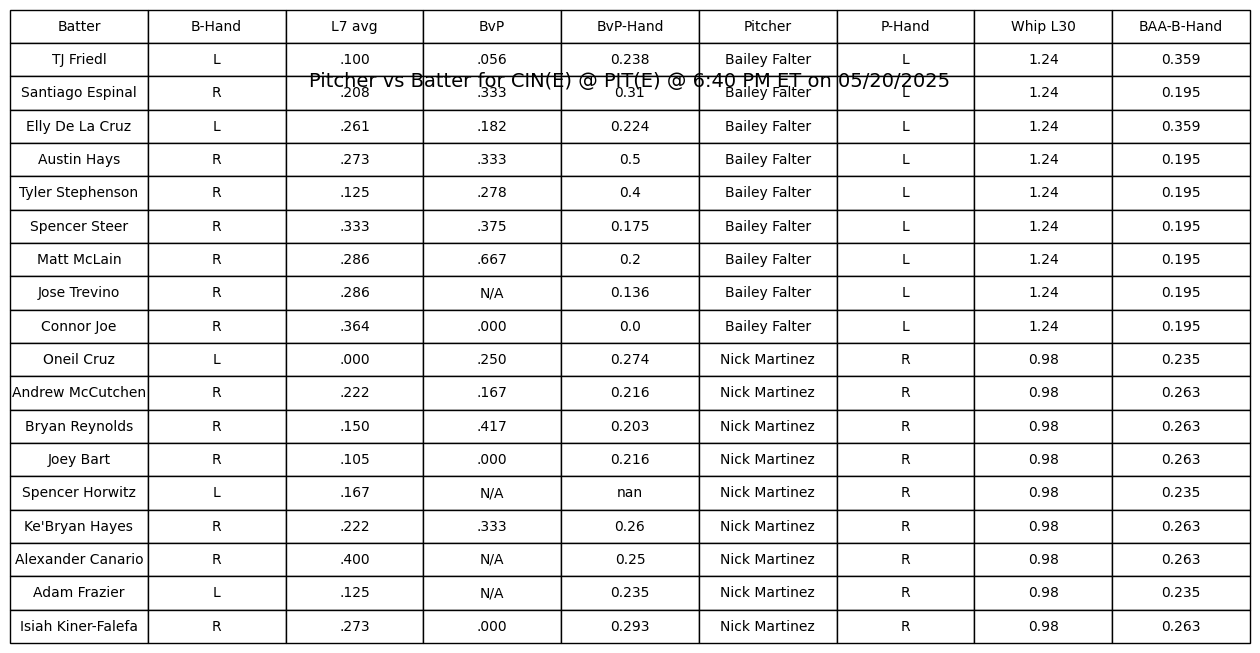 Batter B-Hand L7 avg BvP BvP-Hand Pitcher P-Hand Whip L30 BAA-B-Hand
TJ Friedl L .100 .056 0.238 Bailey Falter L 1.24 0.359
Pitcher vs Batter for CIN(E) @ PIT(E) @ 6:40 PM ET on 05/20/2025
Santiago Espinal R .208 .333 0.31 Bailey Falter L 1.24 0.195
Elly De La Cruz L .261 .182 0.224 Bailey Falter L 1.24 0.359
Austin Hays R .273 .333 0.5 Bailey Falter L 1.24 0.195
Tyler Stephenson R .125 .278 0.4 Bailey Falter L 1.24 0.195
Spencer Steer R .333 .375 0.175 Bailey Falter L 1.24 0.195
Matt McLain R .286 .667 0.2 Bailey Falter L 1.24 0.195
Jose Trevino R .286 N/A 0.136 Bailey Falter L 1.24 0.195
Connor Joe R .364 .000 0.0 Bailey Falter L 1.24 0.195
Oneil Cruz L .000 .250 0.274 Nick Martinez R 0.98 0.235
Andrew McCutchen R .222 .167 0.216 Nick Martinez R 0.98 0.263
Bryan Reynolds R .150 .417 0.203 Nick Martinez R 0.98 0.263
Joey Bart R .105 .000 0.216 Nick Martinez R 0.98 0.263
Spencer Horwitz L .167 N/A nan Nick Martinez R 0.98 0.235
Ke'Bryan Hayes R .222 .333 0.26 Nick Martinez R 0.98 0.263
Alexander Canario R .400 N/A 0.25 Nick Martinez R 0.98 0.263
Adam Frazier L .125 N/A 0.235 Nick Martinez R 0.98 0.235
Isiah Kiner-Falefa R .273 .000 0.293 Nick Martinez R 0.98 0.263